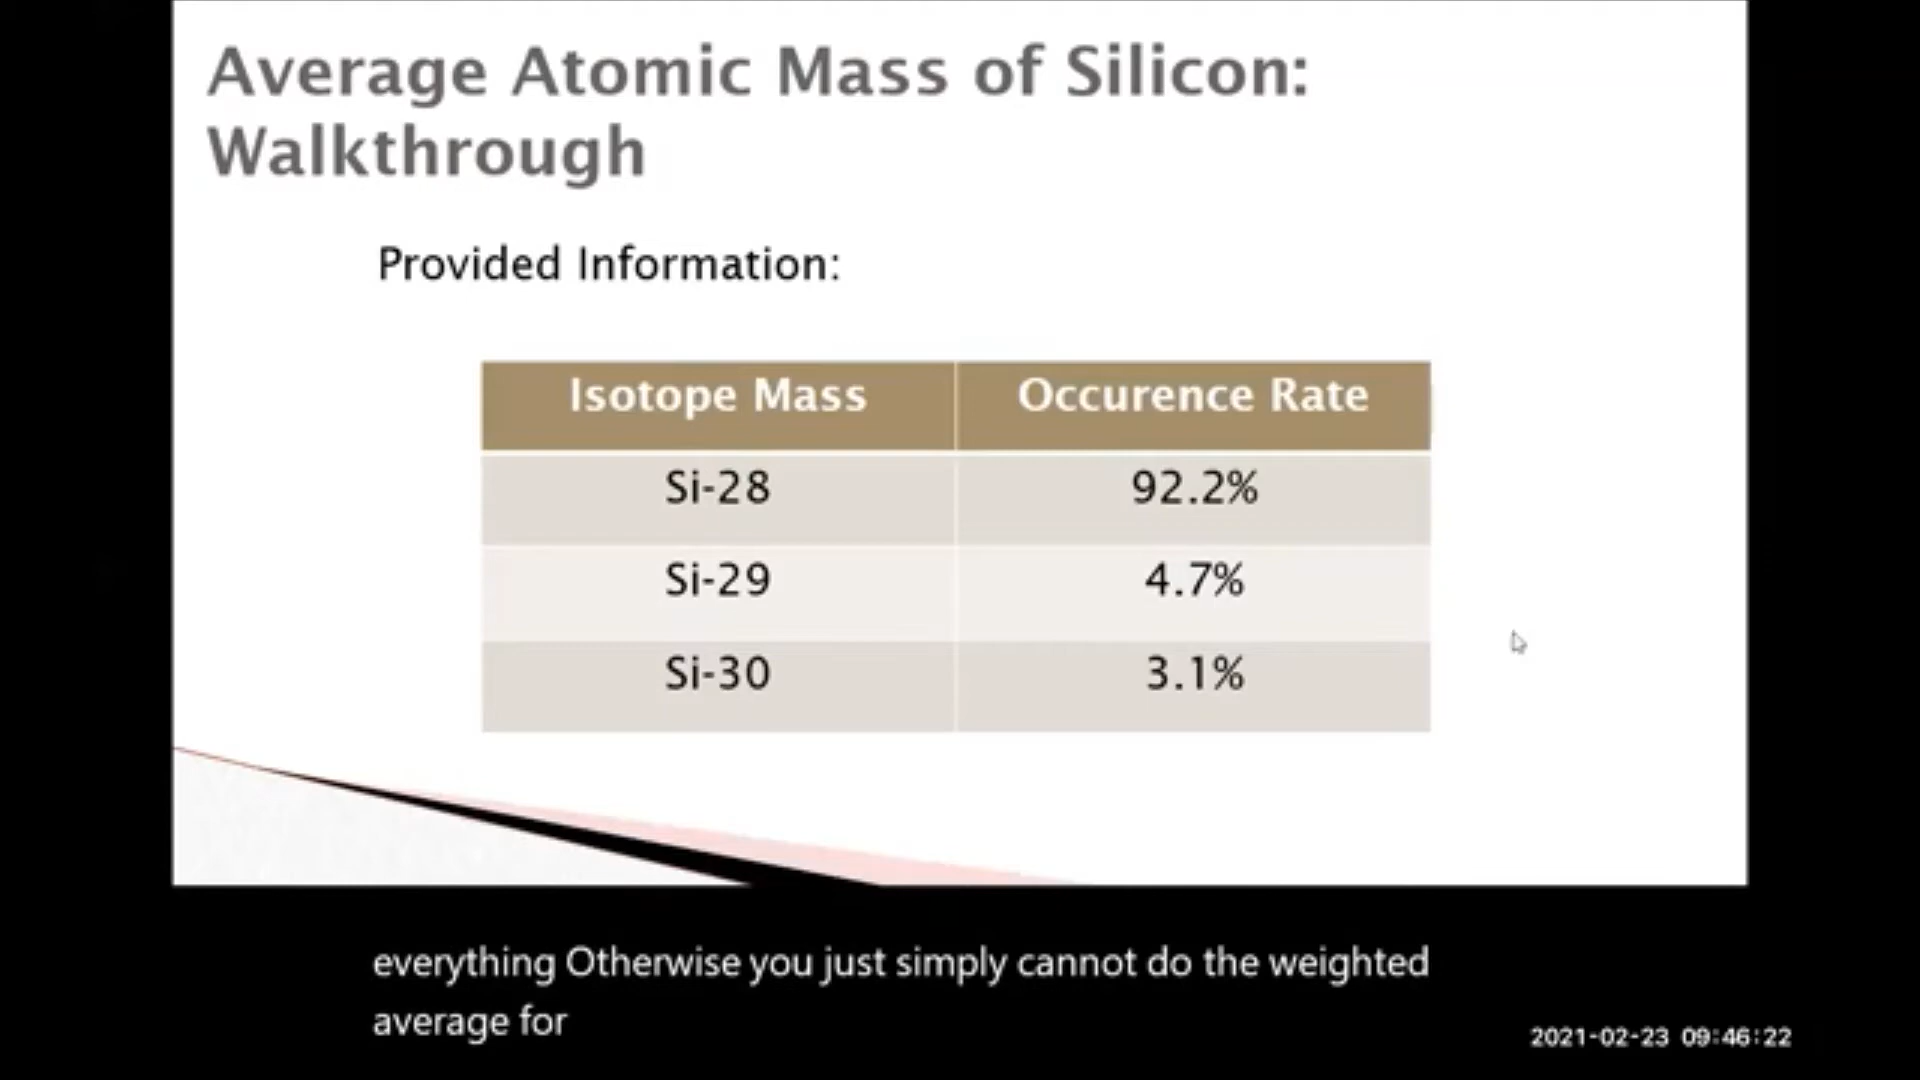 Average Atomic Mass of Silicon:
Walkthrough
Provided Information:
Isotope Mass Occurence Rate
Si-28 92.2%
Si-29 4.7%
Si-30 3.1%
everything Otherwise you just simply cannot do the weighted
average for
2021-02-23 09:46:22